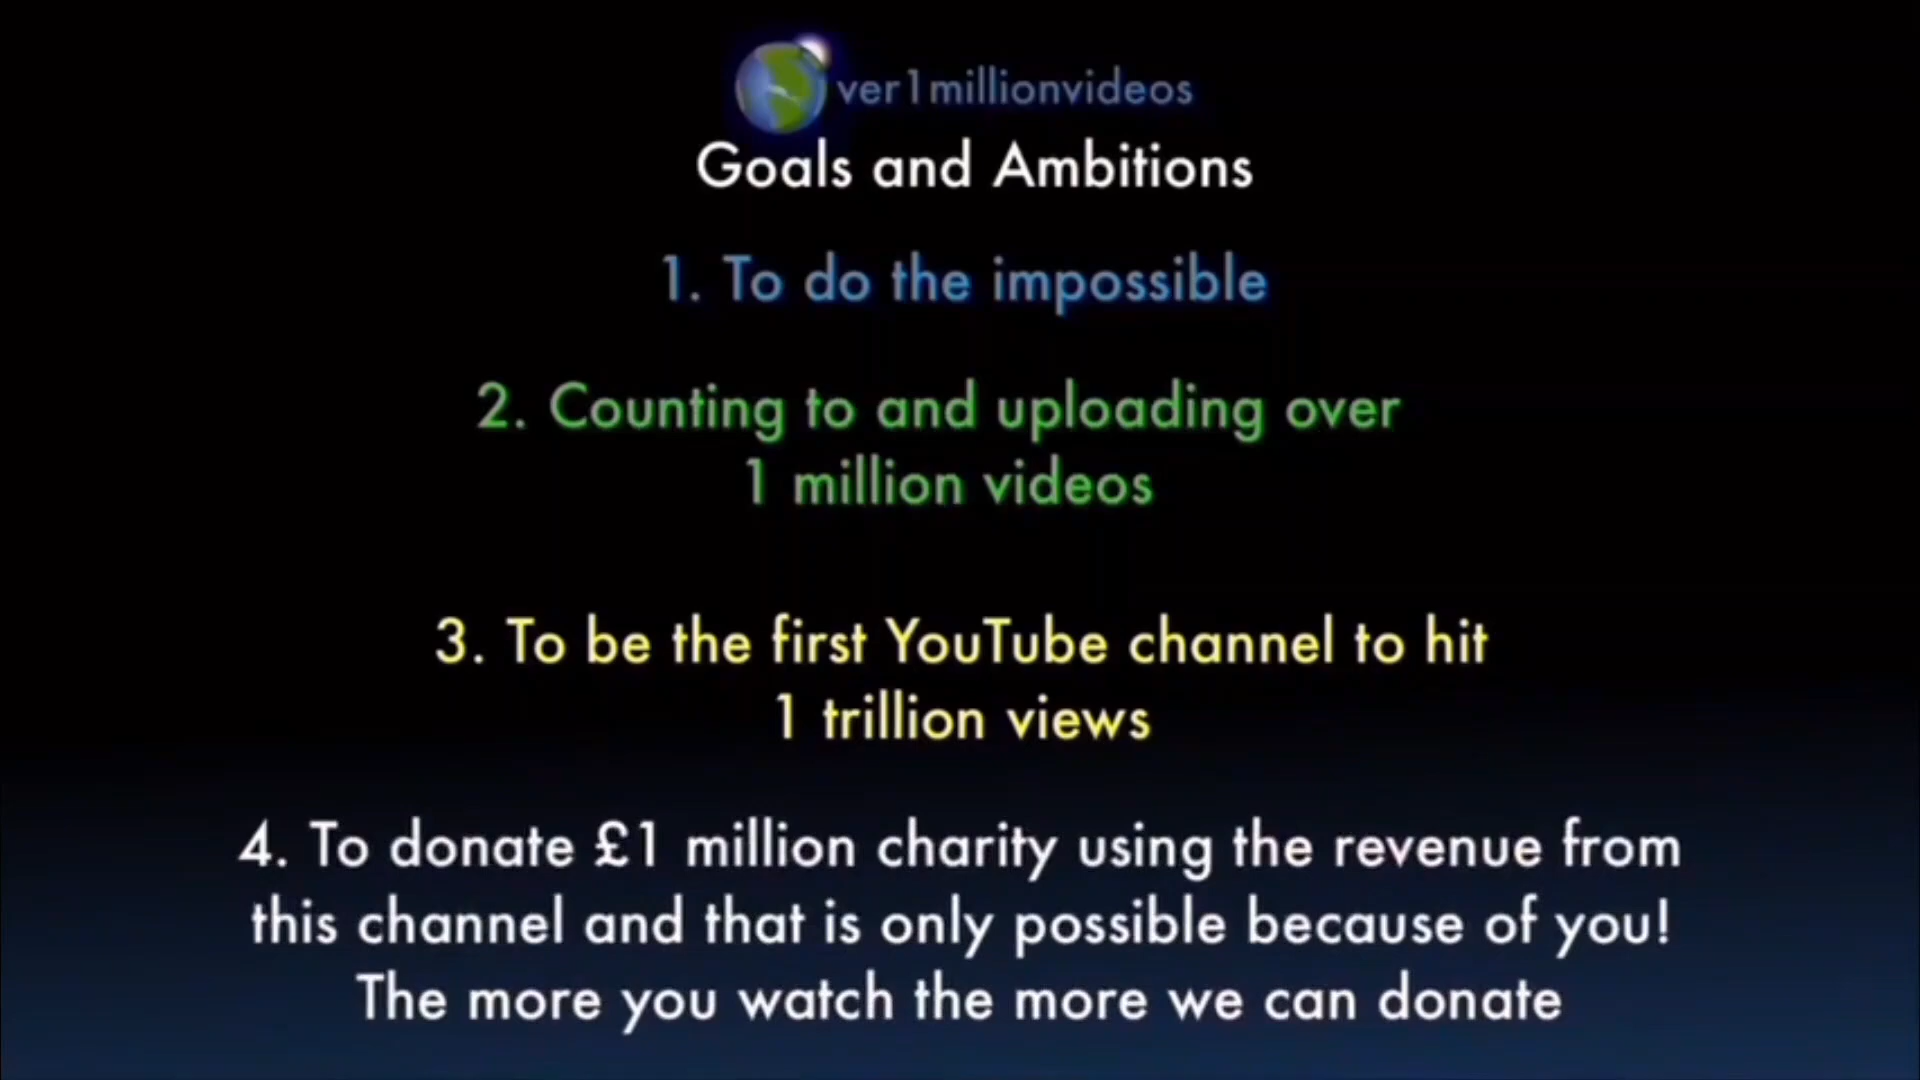 ver1millionvideos
Goals and Ambitions
1. To do the impossible
2. Counting to and uploading over
1 million videos
3. To be the first YouTube channel to hit
1 trillion views
4. To donate £1 million charity using the revenue from
this channel and that is only possible because of you!
The more you watch the more we can donate